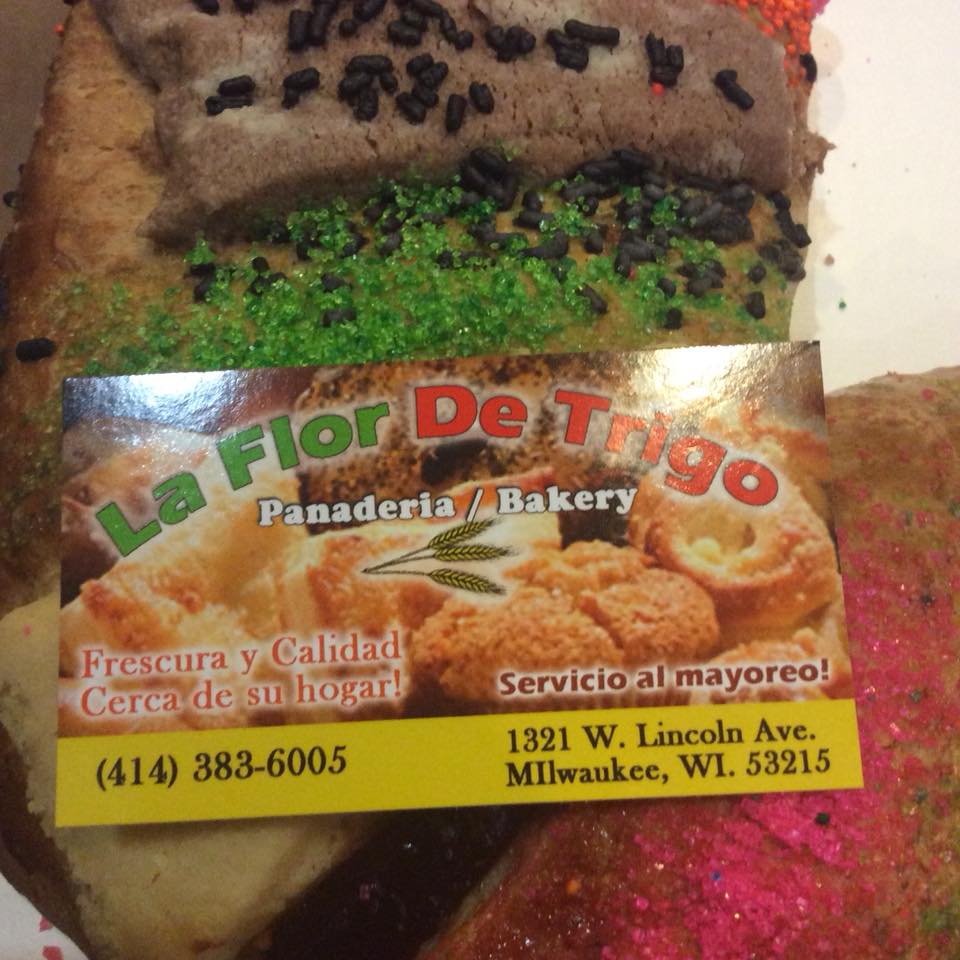 La Flor De Trigo
Panaderia / Bakery
Frescura y Calidad
Cerca de su hogar!
Servicio al mayoreo!
(414) 383-6005
1321 W. Lincoln Ave.
MIlwaukee, WI. 53215